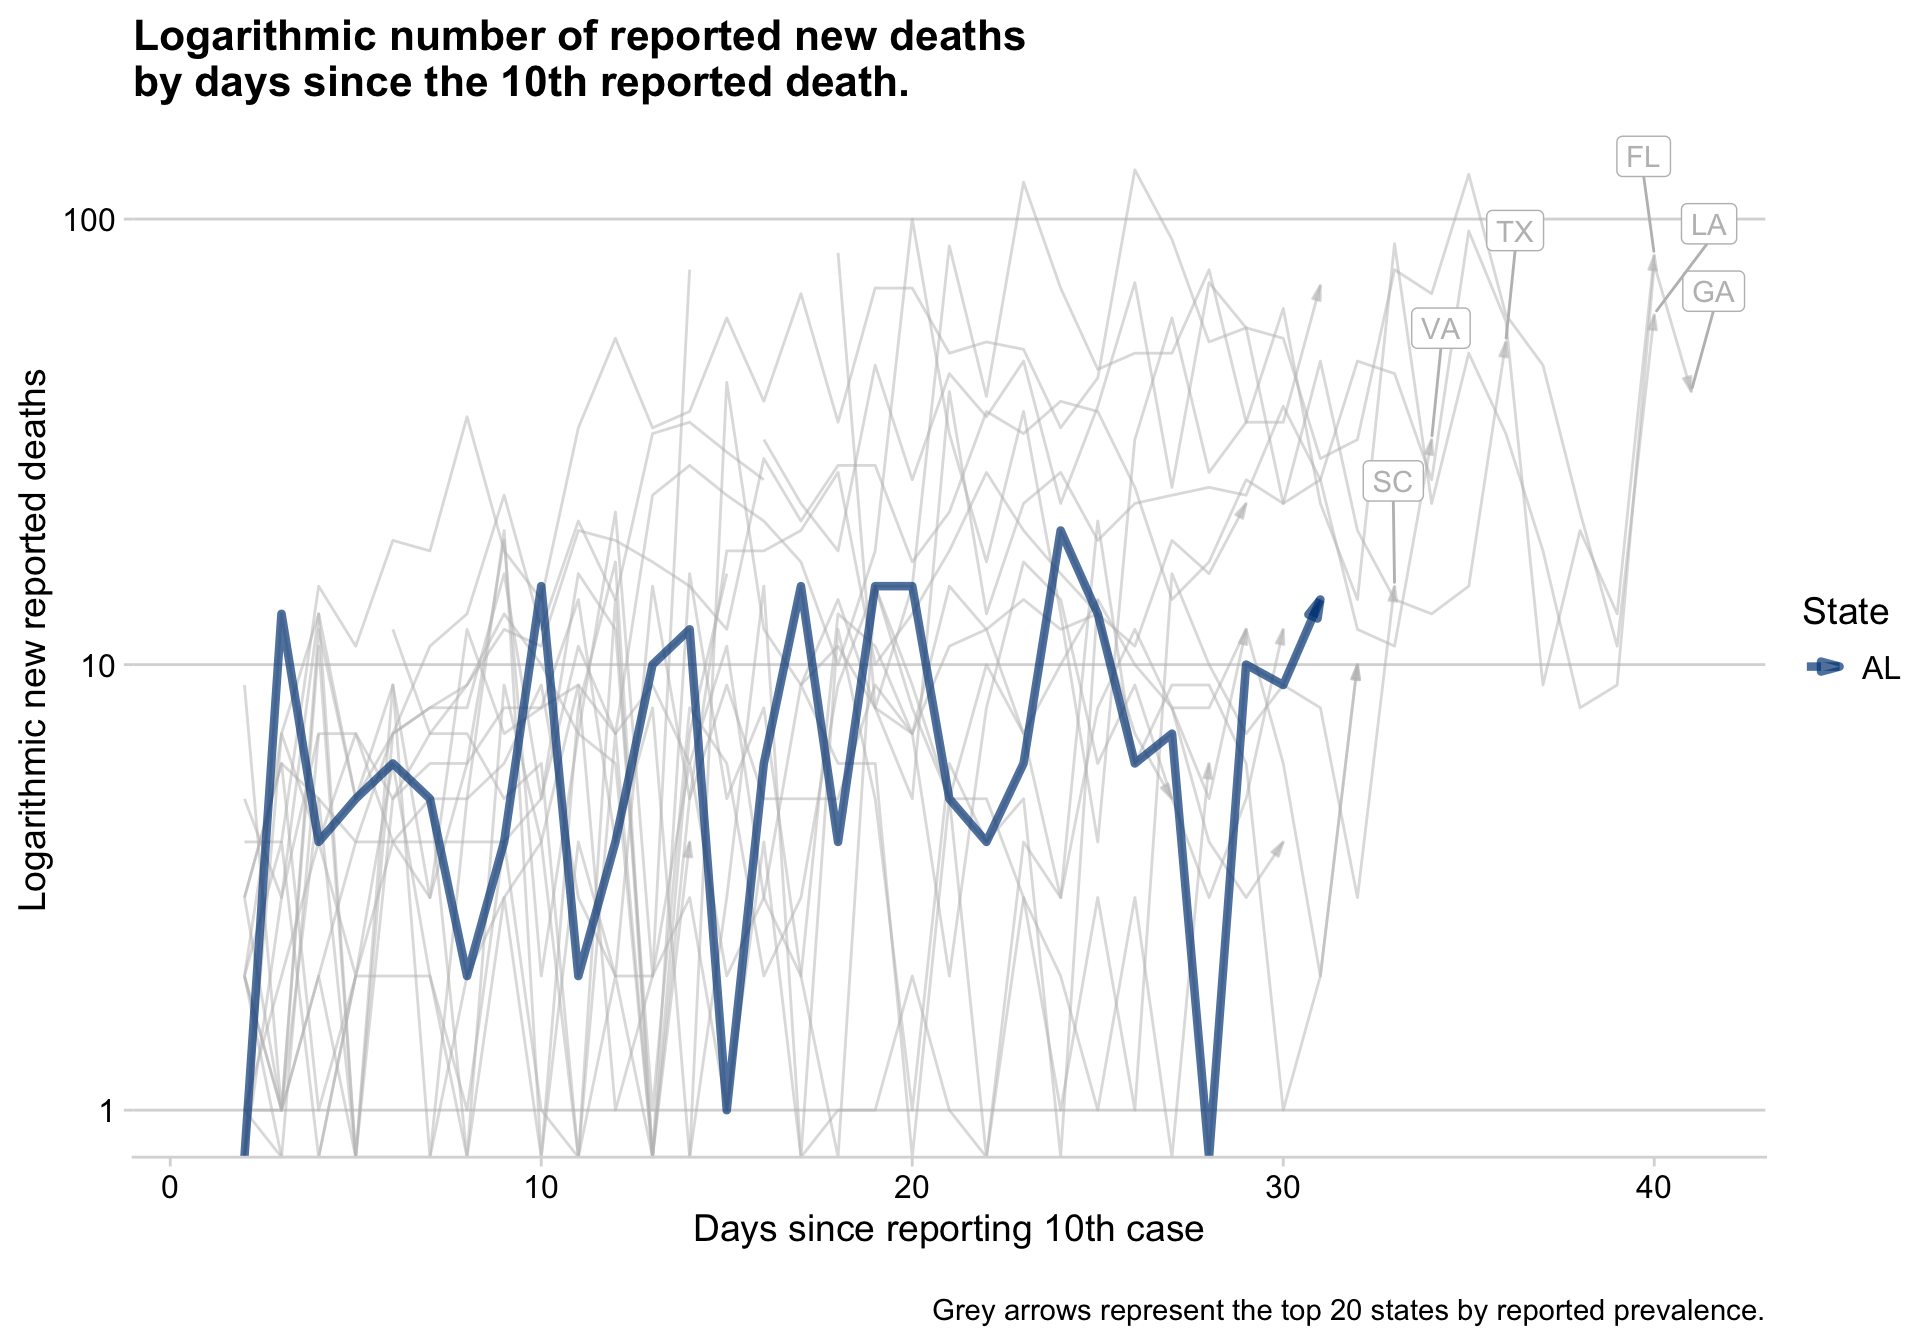 Logarithmic number of reported new deaths
by days since the 10th reported death.
FL
LA
TX
GA
VA
SC
100
10
1
Logarithmic new reported deaths
0 10 20 30 40
Days since reporting 10th case
State
AL
Grey arrows represent the top 20 states by reported prevalence.